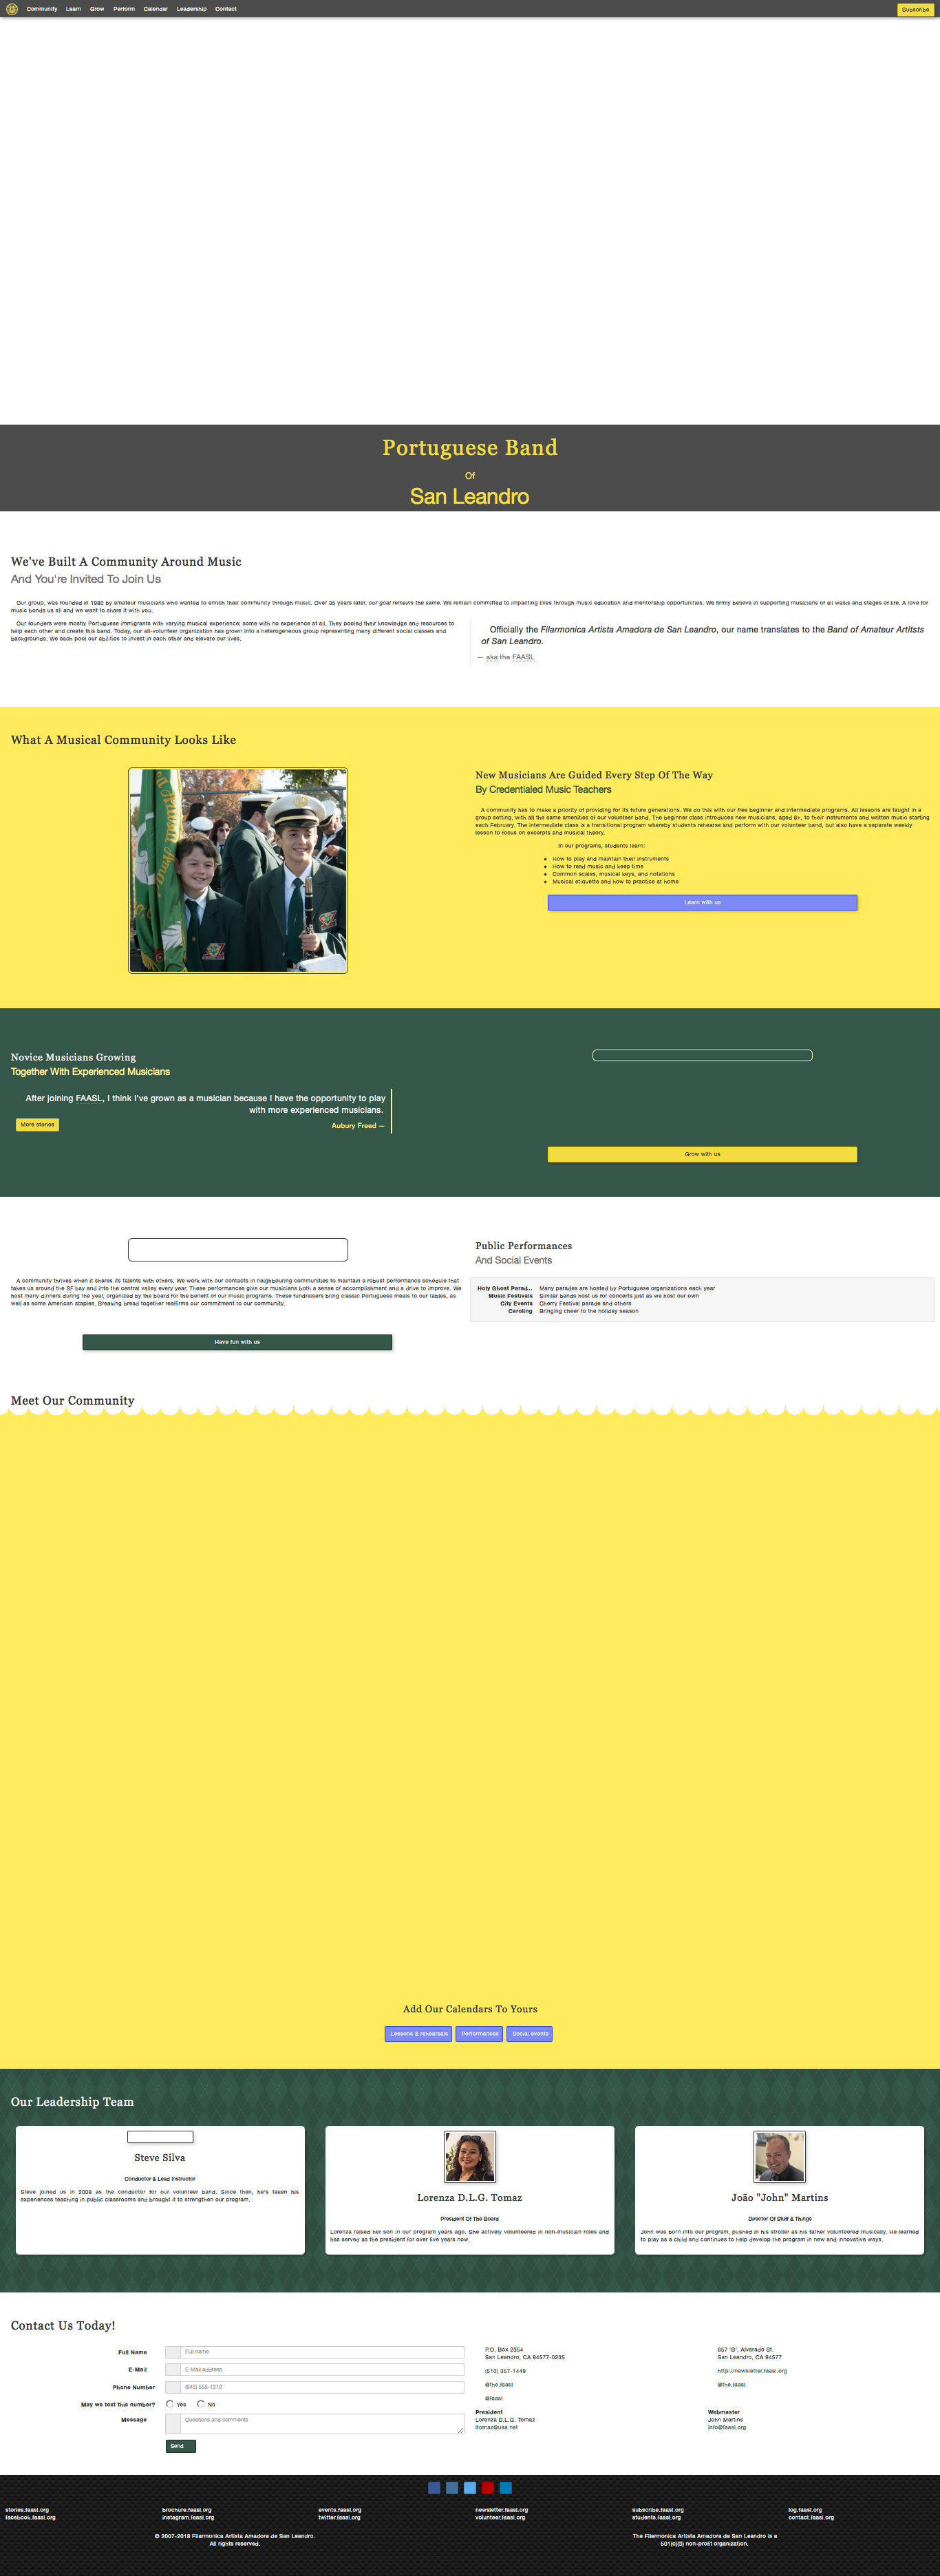 Community Learn Grow Perform Calendar Leadership Contact Subscribe
Portuguese Band
Of
San Leandro
We've Built A Community Around Music
And You're Invited To Join Us
Our group, was founded in 1980 by amateur musicians who wanted to enrich their community through music. Over 35 years later, our goal remains the same. We remain committed to impacting lives through music education and mentorship opportunities. We firmly believe in supporting musicians of all walks and stages of life. A love for
music bonds us all and we want to share it with you.
Our founders were mostly Portuguese immigrants with varying musical experience; some with no experience at all. They pooled their knowledge and resources to
help each other and create this band. Today, our all-volunteer organization has grown into a heterogeneous group representing many different social classes and
backgrounds. We each pool our abilities to invest in each other and elevate our lives.
Officially the Filarmonica Artista Amadora de San Leandro, our name translates to the Band of Amateur Artitsts
of San Leandro.
— aka the FAASL
What A Musical Community Looks Like
New Musicians Are Guided Every Step Of The Way
By Credentialed Music Teachers
A community has to make a priority of providing for its future generations. We do this with our free beginner and intermediate programs. All lessons are taught in a
group setting, with all the same amenities of our volunteer band. The beginner class introduces new musicians, aged 8+, to their instruments and written music starting
each February. The intermediate class is a transitional program whereby students rehearse and perform with our volunteer band, but also have a separate weekly
lesson to focus on excerpts and musical theory.
In our programs, students learn:
• How to play and maintain their instruments
• How to read music and keep time
• Common scales, musical keys, and notations
• Musical etiquette and how to practice at home
Learn with us
Novice Musicians Growing
Together With Experienced Musicians
After joining FAASL, I think I've grown as a musician because I have the opportunity to play
with more experienced musicians.
Aubury Freed —
More stories
Grow with us
A community thrives when it shares its talents with others. We work with our contacts in neighbouring communities to maintain a robust performance schedule that
takes us around the SF bay and into the central valley every year. These performances give our musicians both a sense of accomplishment and a drive to improve. We
host many dinners during the year, organized by the board for the benefit of our music programs. These fundraisers bring classic Portuguese meals to our tables, as
well as some American staples. Breaking bread together reaffirms our commitment to our community.
Have fun with us
Public Performances
And Social Events
Holy Ghost Parad... Many parades are hosted by Portuguese organizations each year
Music Festivals Similar bands host us for concerts just as we host our own
City Events Cherry Festival parade and others
Caroling Bringing cheer to the holiday season
Meet Our Community
Add Our Calendars To Yours
Lessons & rehearsals Performances Social events
Our Leadership Team
Steve Silva
Conductor & Lead Instructor
Steve joined us in 2008 as the conductor for our volunteer band. Since then, he's taken his
experiences teaching in public classrooms and brought it to strengthen our program.
Lorenza D.L.G. Tomaz
President Of The Board
Lorenza raised her son in our program years ago. She actively volunteered in non-musician roles and
has served as the president for over five years now.
João "John" Martins
Director Of Stuff & Things
John was born into our program, pushed in his stroller as his father volunteered musically. He learned
to play as a child and continues to help develop the program in new and innovative ways.
Contact Us Today!
Full Name Full name
E-Mail E-Mail address
Phone Number (845) 555-1212
May we text this number? Yes No
Message Questions and comments
Send
P.O. Box 2354
San Leandro, CA 94577-0235
(510) 357-1449
@the.faasl
@faasl
President
Lorenza D.L.G. Tomaz
ltomaz@usa.net
857 'B', Alvarado St.
San Leandro, CA 94577
http://newsletter.faasl.org
@the.faasl
Webmaster
John Martins
info@faasl.org
stories.faasl.org brochure.faasl.org events.faasl.org newsletter.faasl.org subscribe.faasl.org log.faasl.org
facebook.faasl.org instagram.faasl.org twitter.faasl.org volunteer.faasl.org students.faasl.org contact.faasl.org
© 2007-2018 Filarmonica Artista Amadora de San Leandro.
All rights reserved.
The Filarmonica Artista Amadora de San Leandro is a
501(c)(3) non-profit organization.